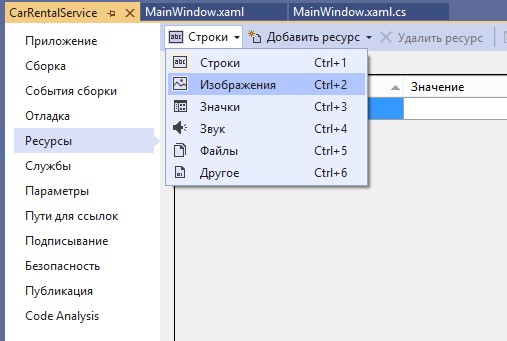 CarRentalService MainWindow.xaml MainWindow.xaml.cs
Строки Добавить ресурс Удалить ресурс
Приложение
Сборка
События сборки
Отладка
Ресурсы
Службы
Параметры
Пути для ссылок
Подписывание
Безопасность
Публикация
Code Analysis
Строки Ctrl+1
Изображения Ctrl+2
Значки Ctrl+3
Звук Ctrl+4
Файлы Ctrl+5
Другое Ctrl+6
Значение